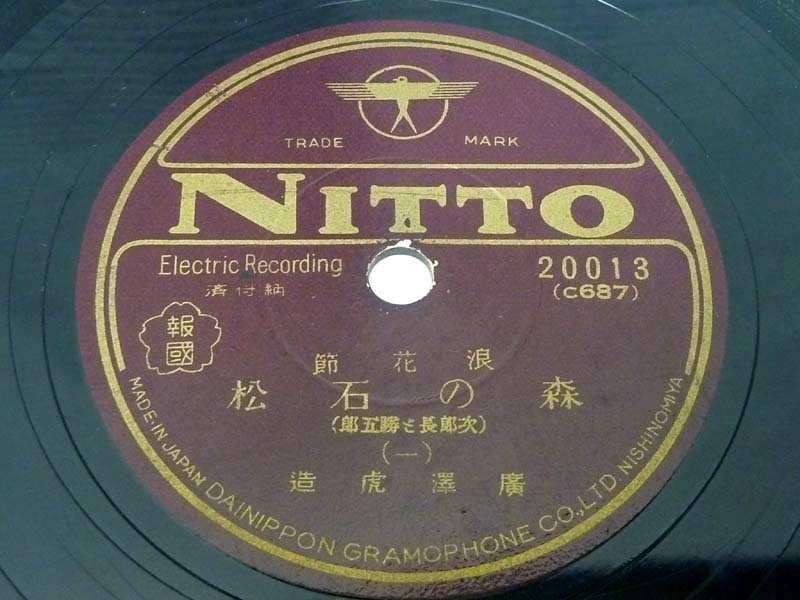 TRADE MARK
NITTO
Electric Recording
納付済
20013
(C687)
報國
浪花節
森の石松
(次郎長と勝五郎)
(一)
廣澤虎造
MADE·IN JAPAN DAINIPPON GRAMOPHONE CO.,LTD. NISHINOMIYA